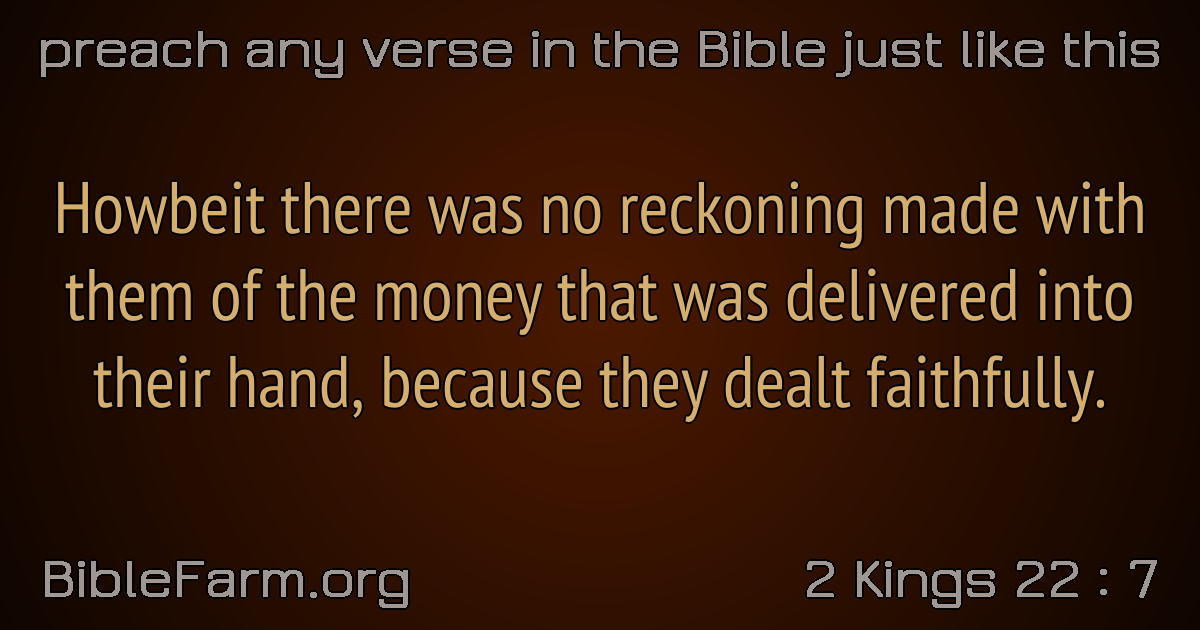 preach any verse in the Bible just like this
Howbeit there was no reckoning made with
them of the money that was delivered into
their hand, because they dealt faithfully.
BibleFarm.org
2 Kings 22 : 7